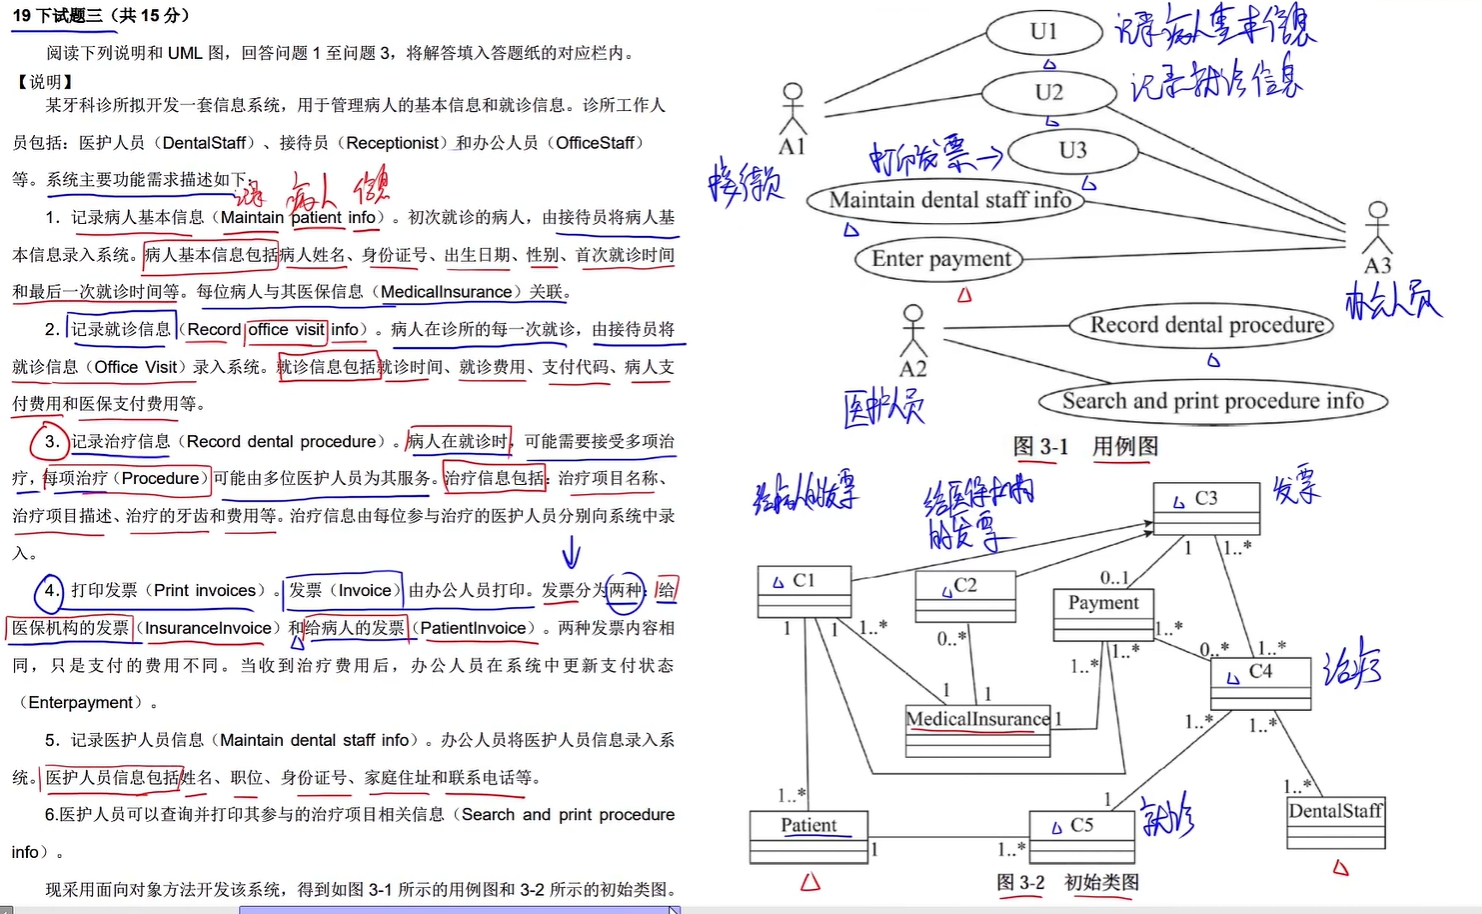 19 下试题三（共 15 分）
阅读下列说明和 UML 图，回答问题 1 至问题 3，将解答填入答题纸的对应栏内。
【说明】
某牙科诊所拟开发一套信息系统，用于管理病人的基本信息和就诊信息。诊所工作人
员包括：医护人员（DentalStaff）、接待员（Receptionist）和办公人员（OfficeStaff）
等。系统主要功能需求描述如下：
记录 病人 信息
1．记录病人基本信息（Maintain patient info）。初次就诊的病人，由接待员将病人基
本信息录入系统。病人基本信息包括病人姓名、身份证号、出生日期、性别、首次就诊时间
和最后一次就诊时间等。每位病人与其医保信息（MedicalInsurance）关联。
2．记录就诊信息（Record office visit info）。病人在诊所的每一次就诊，由接待员将
就诊信息（Office Visit）录入系统。就诊信息包括就诊时间、就诊费用、支付代码、病人支
付费用和医保支付费用等。
3．记录治疗信息（Record dental procedure）。病人在就诊时，可能需要接受多项治
疗，每项治疗（Procedure）可能由多位医护人员为其服务。治疗信息包括：治疗项目名称、
治疗项目描述、治疗的牙齿和费用等。治疗信息由每位参与治疗的医护人员分别向系统中录
入。
4．打印发票（Print invoices）。发票（Invoice）由办公人员打印。发票分为两种：给
医保机构的发票（InsuranceInvoice）和给病人的发票（PatientInvoice）。两种发票内容相
同，只是支付的费用不同。当收到治疗费用后，办公人员在系统中更新支付状态
（Enterpayment）。
5．记录医护人员信息（Maintain dental staff info）。办公人员将医护人员信息录入系
统。医护人员信息包括姓名、职位、身份证号、家庭住址和联系电话等。
6.医护人员可以查询并打印其参与的治疗项目相关信息（Search and print procedure
info）。
现采用面向对象方法开发该系统，得到如图 3-1 所示的用例图和 3-2 所示的初始类图。
U1 记录病人基本信息
U2 记录就诊信息
A1
接待员
打印发票→ U3
Maintain dental staff info
Enter payment
A3
办公人员
A2
医护人员
Record dental procedure
Search and print procedure info
图 3-1 用例图
给病人的发票
给医保机构
的发票
C3 发票
1 1..*
C1
C2
0..1
Payment
1 1 1..*
0..*
1..*
1..* 1..*
0..* 1..*
C4 治疗
1 1
MedicalInsurance 1
1..* 1..*
1..*
1..*
Patient
1 1..*
1
C5 就诊
DentalStaff
图 3-2 初始类图